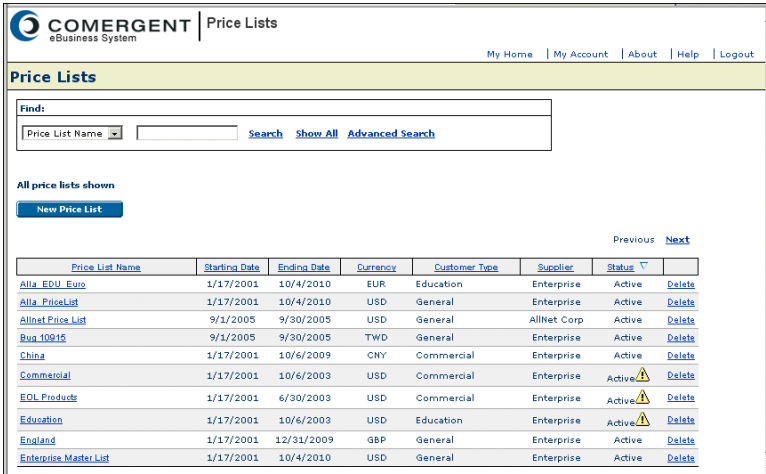 COMERGENT Price Lists
eBusiness System
My Home My Account About Help Logout
Price Lists
Find:
Price List Name Search Show All Advanced Search
All price lists shown
New Price List
Previous Next
Price List Name Starting Date Ending Date Currency Customer Type Supplier Status
Alla_EDU_Euro 1/17/2001 10/4/2010 EUR Education Enterprise Active Delete
Alla_PriceList 1/17/2001 10/4/2010 USD General Enterprise Active Delete
Allnet Price List 9/1/2005 9/30/2005 USD General AllNet Corp Active Delete
Bug 10915 9/1/2005 9/30/2005 TWD General Enterprise Active Delete
China 1/17/2001 10/6/2009 CNY Commercial Enterprise Active Delete
Commercial 1/17/2001 10/6/2003 USD Commercial Enterprise Active Delete
EOL Products 1/17/2001 6/30/2003 USD Commercial Enterprise Active Delete
Education 1/17/2001 10/6/2003 USD Education Enterprise Active Delete
England 1/17/2001 12/31/2009 GBP General Enterprise Active Delete
Enterprise Master List 1/17/2001 10/4/2010 USD General Enterprise Active Delete